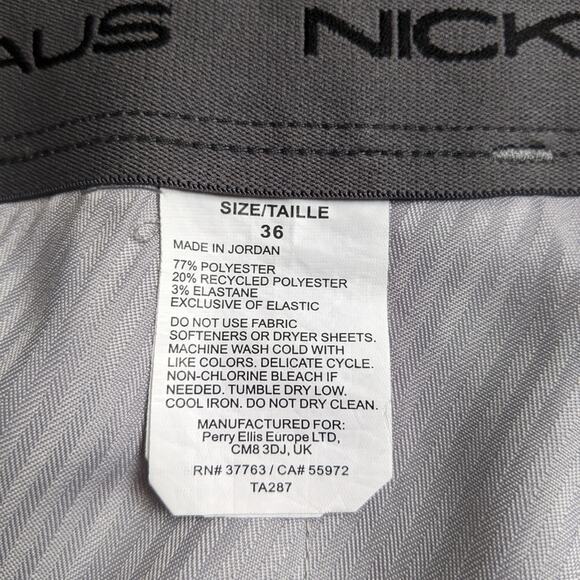 AUS NICK
SIZE/TAILLE
36
MADE IN JORDAN
77% POLYESTER
20% RECYCLED POLYESTER
3% ELASTANE
EXCLUSIVE OF ELASTIC
DO NOT USE FABRIC
SOFTENERS OR DRYER SHEETS.
MACHINE WASH COLD WITH
LIKE COLORS. DELICATE CYCLE.
NON-CHLORINE BLEACH IF
NEEDED. TUMBLE DRY LOW.
COOL IRON. DO NOT DRY CLEAN.
MANUFACTURED FOR:
Perry Ellis Europe LTD,
CM8 3DJ, UK
RN# 37763 / CA# 55972
TA287